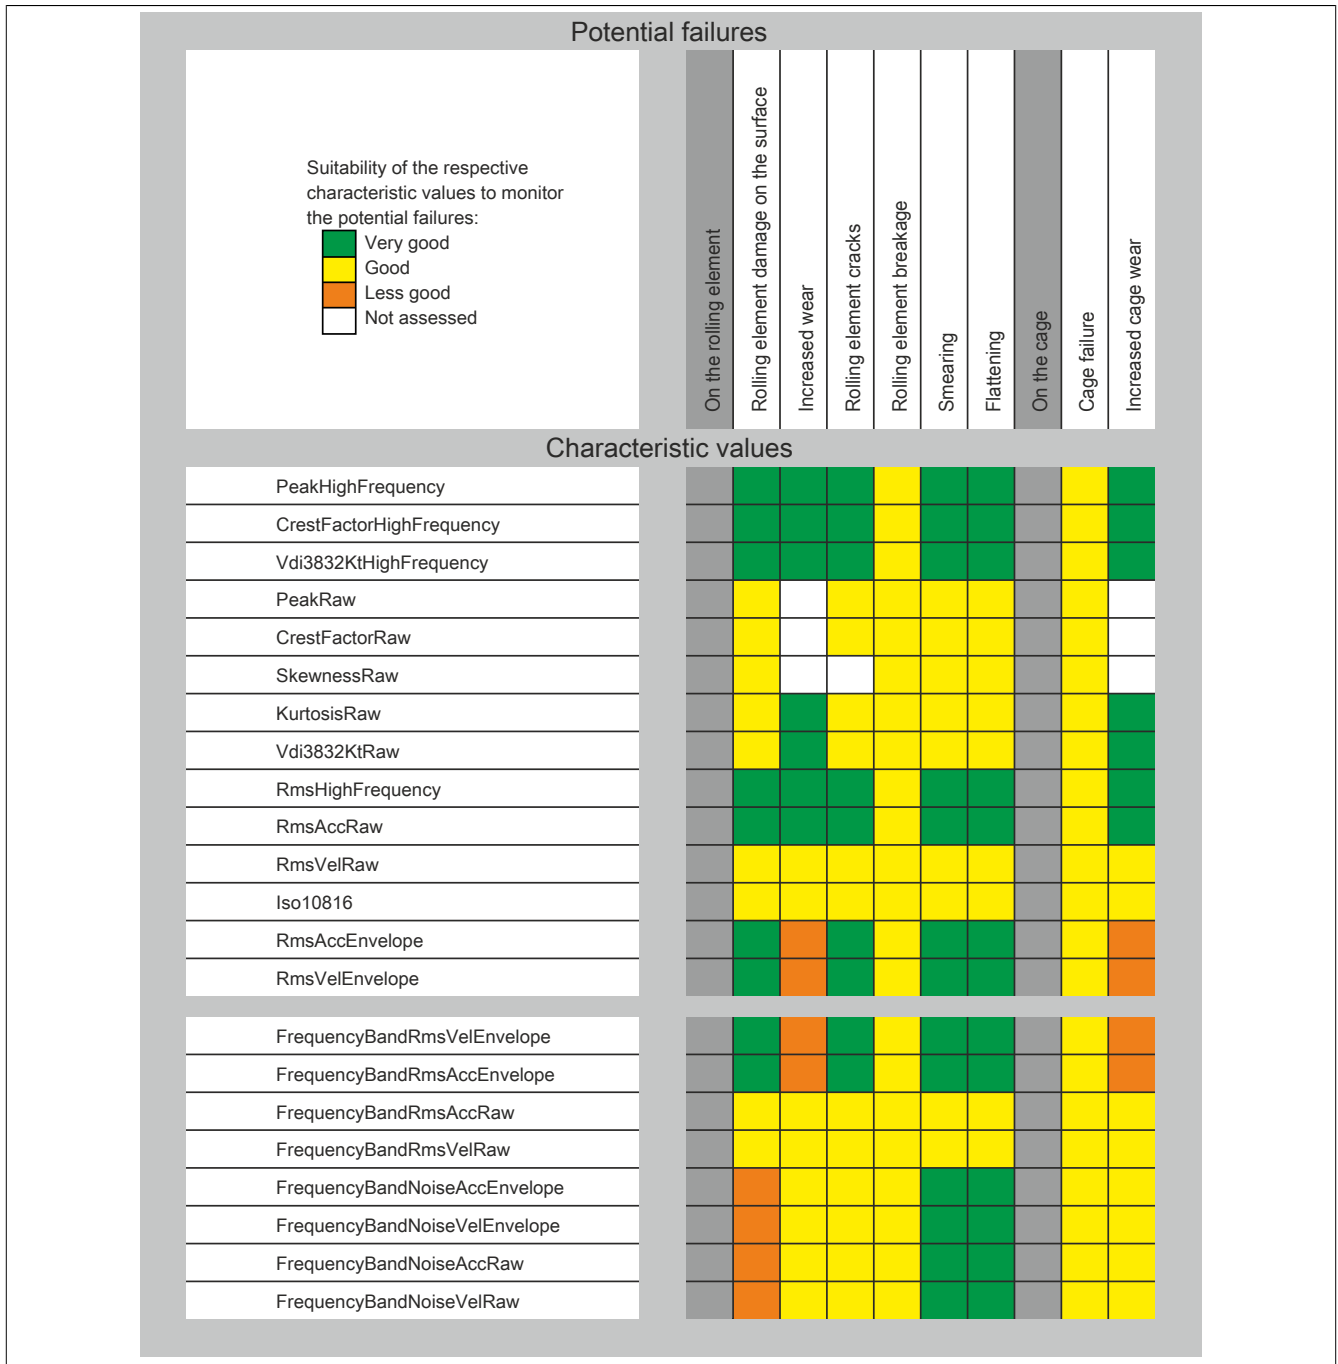 Potential failures
Suitability of the respective
characteristic values to monitor
the potential failures:
Very good
Good
Less good
Not assessed
On the rolling element
Rolling element damage on the surface
Increased wear
Rolling element cracks
Rolling element breakage
Smearing
Flattening
On the cage
Cage failure
Increased cage wear
Characteristic values
PeakHighFrequency
CrestFactorHighFrequency
Vdi3832KtHighFrequency
PeakRaw
CrestFactorRaw
SkewnessRaw
KurtosisRaw
Vdi3832KtRaw
RmsHighFrequency
RmsAccRaw
RmsVelRaw
Iso10816
RmsAccEnvelope
RmsVelEnvelope
FrequencyBandRmsVelEnvelope
FrequencyBandRmsAccEnvelope
FrequencyBandRmsAccRaw
FrequencyBandRmsVelRaw
FrequencyBandNoiseAccEnvelope
FrequencyBandNoiseVelEnvelope
FrequencyBandNoiseAccRaw
FrequencyBandNoiseVelRaw